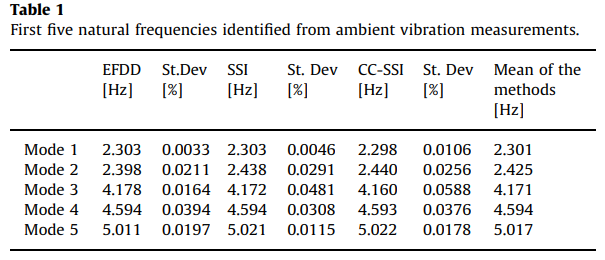 Table 1
First five natural frequencies identified from ambient vibration measurements.
EFDD St.Dev SSI St. Dev CC-SSI St. Dev Mean of the
[Hz] [%] [Hz] [%] [Hz] [%] methods
[Hz]
Mode 1 2.303 0.0033 2.303 0.0046 2.298 0.0106 2.301
Mode 2 2.398 0.0211 2.438 0.0291 2.440 0.0256 2.425
Mode 3 4.178 0.0164 4.172 0.0481 4.160 0.0588 4.171
Mode 4 4.594 0.0394 4.594 0.0308 4.593 0.0376 4.594
Mode 5 5.011 0.0197 5.021 0.0115 5.022 0.0178 5.017